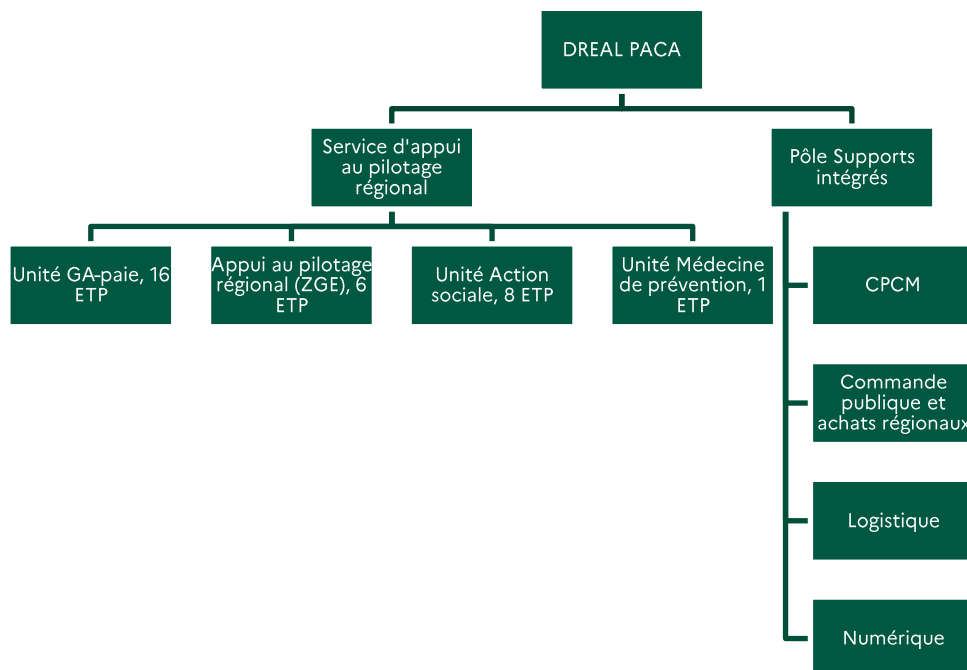 DREAL PACA
Service d'appui
au pilotage
régional
Pôle Supports
intégrés
Unité GA-paie, 16
ETP
Appui au pilotage
régional (ZGE), 6
ETP
Unité Action
sociale, 8 ETP
Unité Médecine
de prévention, 1
ETP
CPCM
Commande
publique et
achats régionaux
Logistique
Numérique